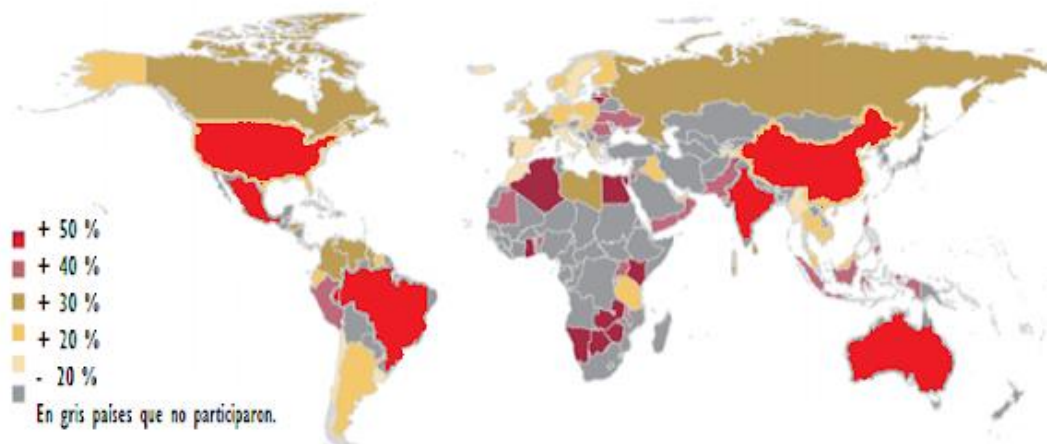 + 50 %
+ 40 %
+ 30 %
+ 20 %
- 20 %
En gris países que no participaron.